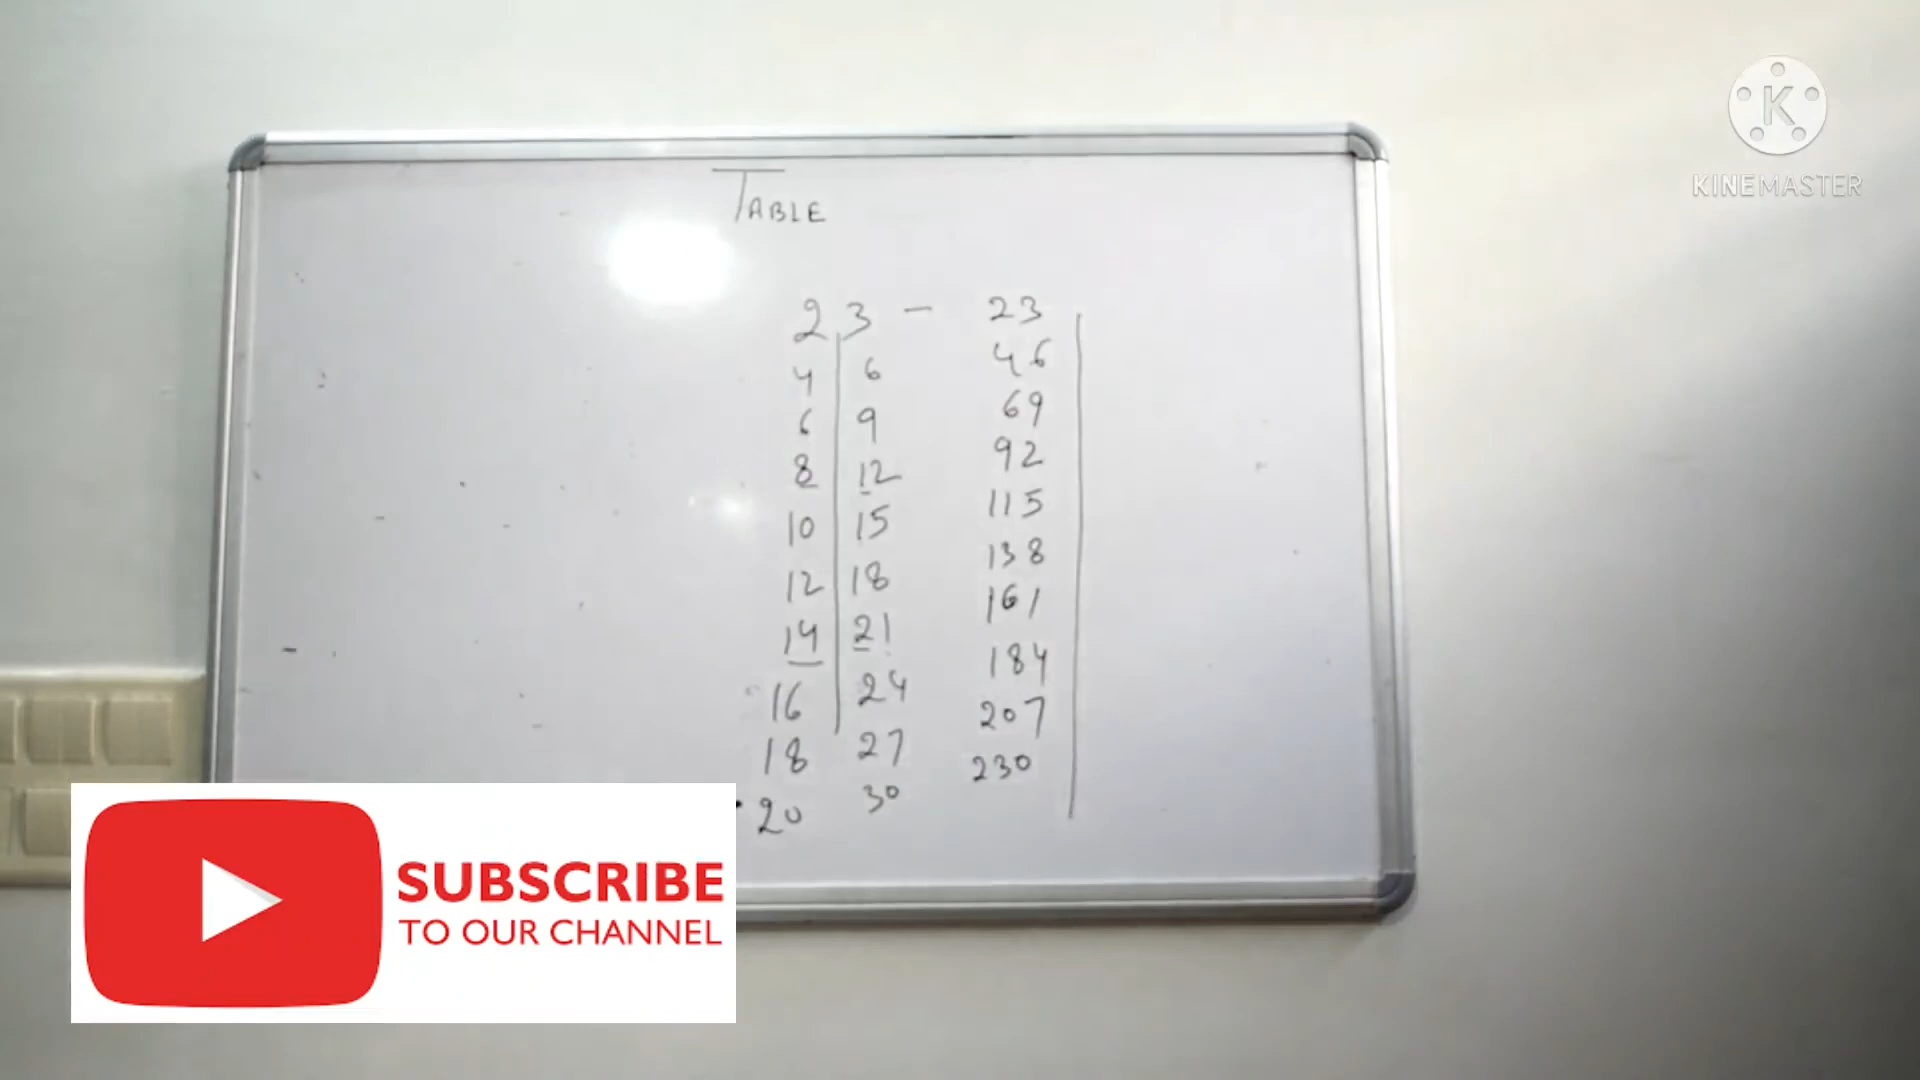 KINEMASTER
TABLE
2 3 - 23
4 6 46
6 9 69
8 12 92
10 15 115
12 18 138
14 21 161
16 24 184
18 27 207
20 30 230
SUBSCRIBE
TO OUR CHANNEL